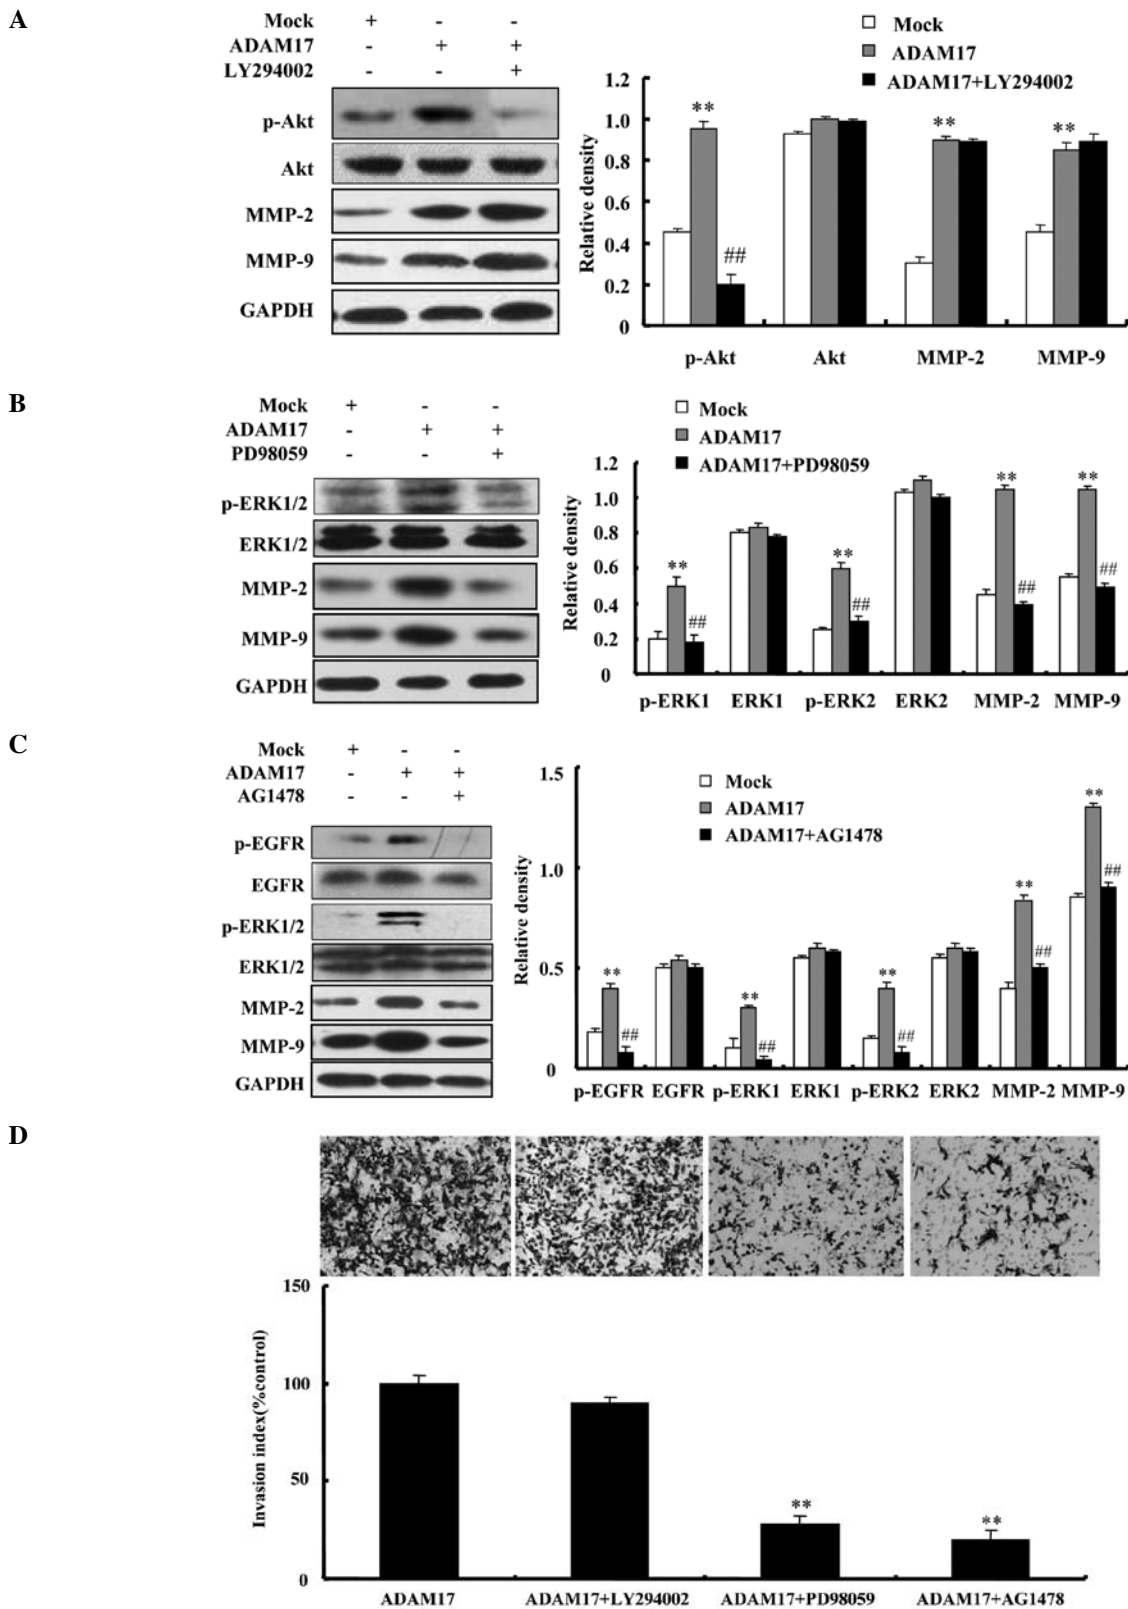 A
Mock + - -
ADAM17 - + +
LY294002 - - +
p-Akt
Akt
MMP-2
MMP-9
GAPDH
Mock
ADAM17
ADAM17+LY294002
Relative density
1.2
1.0
0.8
0.6
0.4
0.2
0
** ## ** **
p-Akt Akt MMP-2 MMP-9
B
Mock + - -
ADAM17 - + +
PD98059 - - +
p-ERK1/2
ERK1/2
MMP-2
MMP-9
GAPDH
Mock
ADAM17
ADAM17+PD98059
Relative density
1.2
1.0
0.8
0.6
0.4
0.2
0
** ## ** ## ** ## ** ##
p-ERK1 ERK1 p-ERK2 ERK2 MMP-2 MMP-9
C
Mock + - -
ADAM17 - + +
AG1478 - - +
p-EGFR
EGFR
p-ERK1/2
ERK1/2
MMP-2
MMP-9
GAPDH
Mock
ADAM17
ADAM17+AG1478
Relative density
1.5
1.0
0.5
0
** ## ** ## ** ## ** ## ** ##
p-EGFR EGFR p-ERK1 ERK1 p-ERK2 ERK2 MMP-2 MMP-9
D
Invasion index(%control)
150
100
50
0
** **
ADAM17 ADAM17+LY294002 ADAM17+PD98059 ADAM17+AG1478